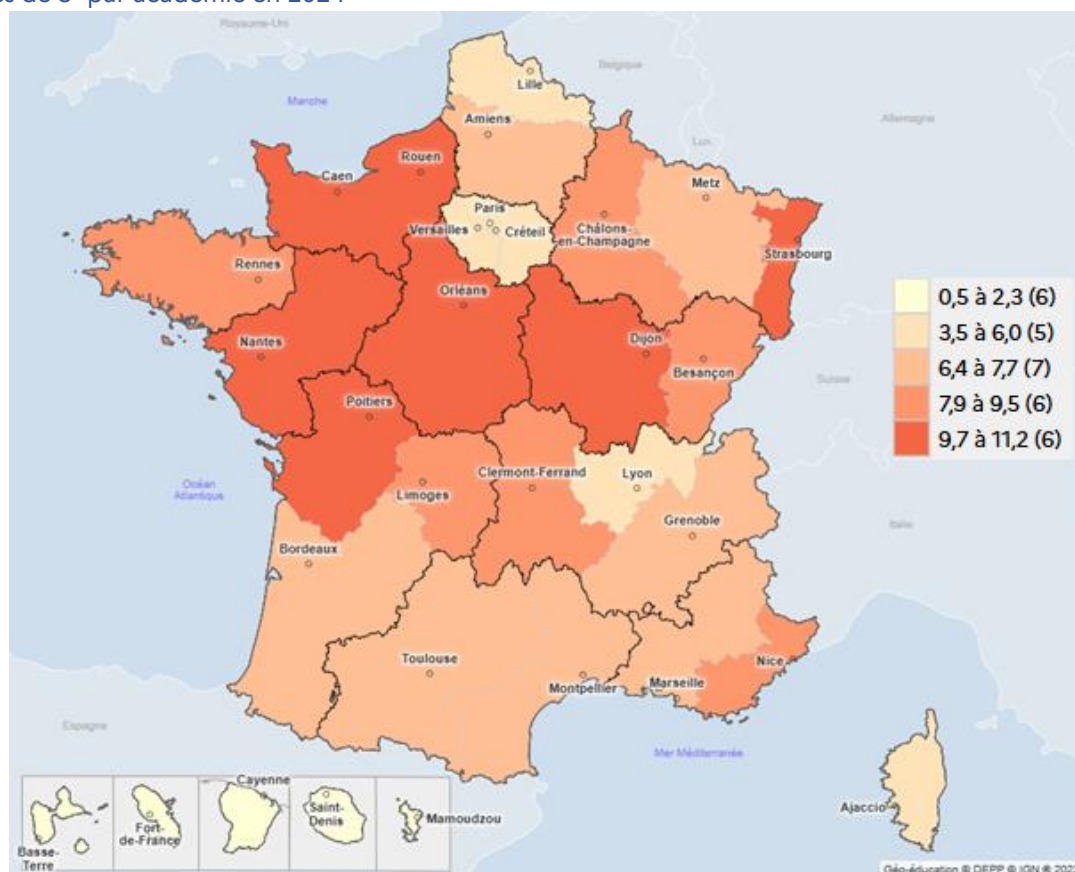 par académie en 2024
Royaume-Uni
Belgique
Lille
Manche
Allemagne
Amiens
Lux.
Rouen
Caen
Metz
Paris
Versailles
Créteil
Châlons-
en-Champagne
Strasbourg
Rennes
Orléans
0,5 à 2,3 (6)
3,5 à 6,0 (5)
6,4 à 7,7 (7)
7,9 à 9,5 (6)
9,7 à 11,2 (6)
Nantes
Dijon
Besançon
Suisse
Poitiers
Clermont-Ferrand
Lyon
Limoges
Océan
Atlantique
Grenoble
Italie
Bordeaux
Toulouse
Nice
Montpellier
Marseille
Espagne
Mer Méditerranée
Cayenne
Saint-
Denis
Fort-
de-France
Mamoudzou
Basse-
Terre
Ajaccio
Géo-éducation © DEPP © IGN ©